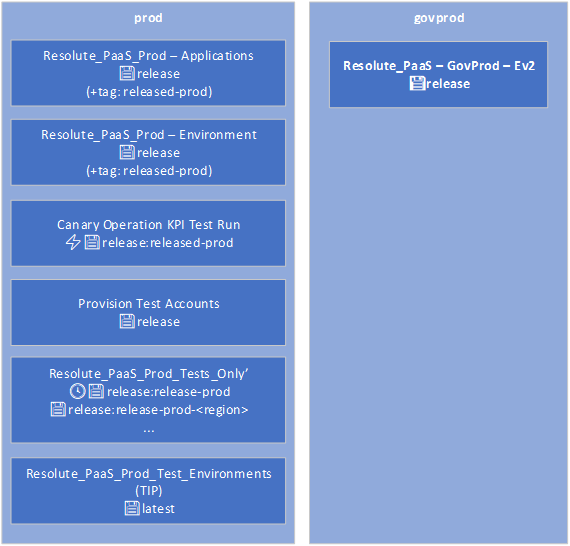 prod
Resolute_PaaS_Prod – Applications
release
(+tag: released-prod)
Resolute_PaaS_Prod – Environment
release
(+tag: released-prod)
Canary Operation KPI Test Run
release:released-prod
Provision Test Accounts
release
Resolute_PaaS_Prod_Tests_Only’
release:release-prod
release:release-prod-<region>
...
Resolute_PaaS_Prod_Test_Environments
(TIP)
latest
govprod
Resolute_PaaS – GovProd – Ev2
release